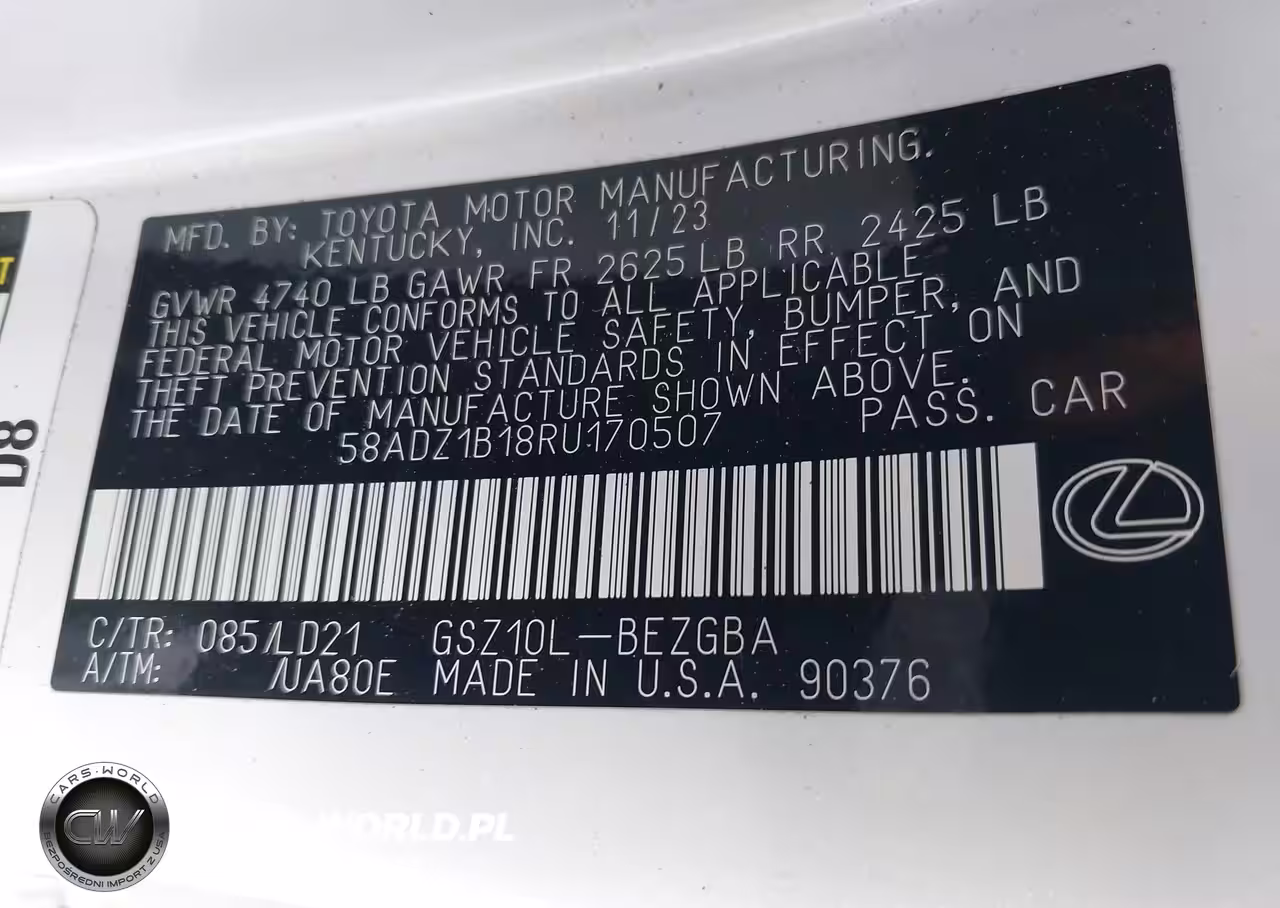 MFD. BY: TOYOTA MOTOR MANUFACTURING.
KENTUCKY, INC. 11/23
GVWR 4740 LB GAWR FR 2625 LB RR 2425 LB
THIS VEHICLE CONFORMS TO ALL APPLICABLE
FEDERAL MOTOR VEHICLE SAFETY, BUMPER, AND
THEFT PREVENTION STANDARDS IN EFFECT ON
THE DATE OF MANUFACTURE SHOWN ABOVE.
58ADZ1B18RU170507 PASS. CAR
C/TR: 085/LD21 GSZ10L-BEZGBA
A/TM: /UA80E MADE IN U.S.A. 90376
T
D8
CARS·WORLD
CW
BEZPOŚREDNI IMPORT Z USA
WORLD.PL